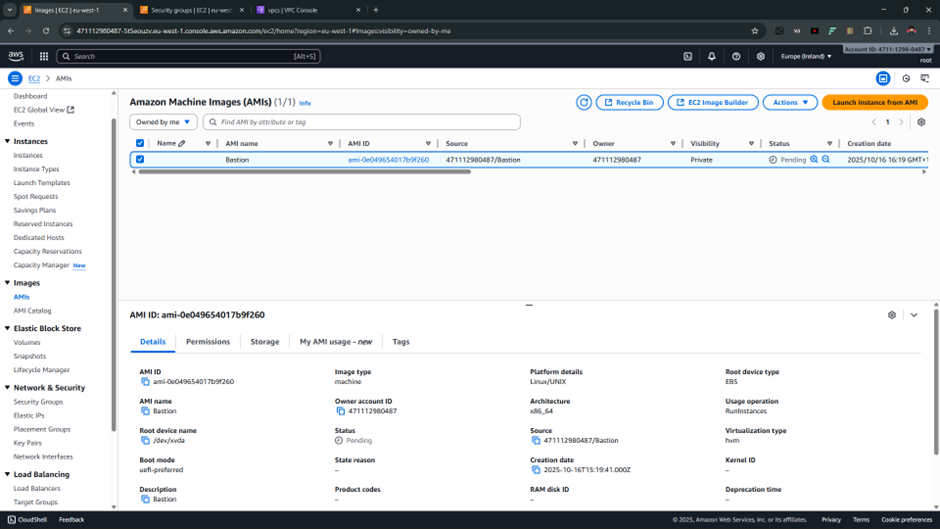 Images | EC2 | eu-west-1
Security groups | EC2 | eu-west
vpcs | VPC Console
471112980487-5t5eouzv.eu-west-1.console.aws.amazon.com/ec2/home?region=eu-west-1#Images:visibility=owned-by-me
aws
Search
[Alt+S]
Europe (Ireland)
Account ID: 4711-1298-0487
root
EC2 > AMIs
Dashboard
EC2 Global View
Events
Instances
Instances
Instance Types
Launch Templates
Spot Requests
Savings Plans
Reserved Instances
Dedicated Hosts
Capacity Reservations
Capacity Manager New
Images
AMIs
AMI Catalog
Elastic Block Store
Volumes
Snapshots
Lifecycle Manager
Network & Security
Security Groups
Elastic IPs
Placement Groups
Key Pairs
Network Interfaces
Load Balancing
Load Balancers
Target Groups
Amazon Machine Images (AMIs) (1/1) Info
Recycle Bin
EC2 Image Builder
Actions
Launch instance from AMI
Owned by me
Find AMI by attribute or tag
1
Name AMI name AMI ID Source Owner Visibility Status Creation date
Bastion ami-0e049654017b9f260 471112980487/Bastion 471112980487 Private Pending 2025/10/16 16:19 GMT+1
AMI ID: ami-0e049654017b9f260
Details Permissions Storage My AMI usage - new Tags
AMI ID Image type Platform details Root device type
ami-0e049654017b9f260 machine Linux/UNIX EBS
AMI name Owner account ID Architecture Usage operation
Bastion 471112980487 x86_64 RunInstances
Root device name Status Source Virtualization type
/dev/xvda Pending 471112980487/Bastion hvm
Boot mode State reason Creation date Kernel ID
uefi-preferred – 2025-10-16T15:19:41.000Z –
Description Product codes RAM disk ID Deprecation time
Bastion – – –
CloudShell Feedback
© 2025, Amazon Web Services, Inc. or its affiliates. Privacy Terms Cookie preferences